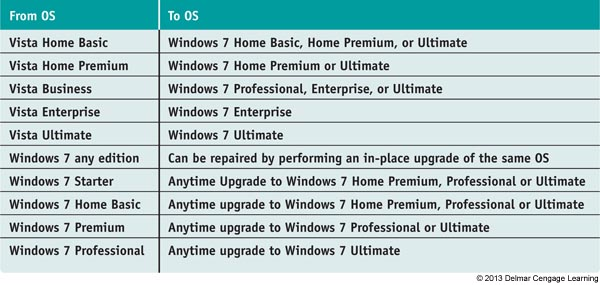 From OS To OS
Vista Home Basic Windows 7 Home Basic, Home Premium, or Ultimate
Vista Home Premium Windows 7 Home Premium or Ultimate
Vista Business Windows 7 Professional, Enterprise, or Ultimate
Vista Enterprise Windows 7 Enterprise
Vista Ultimate Windows 7 Ultimate
Windows 7 any edition Can be repaired by performing an in-place upgrade of the same OS
Windows 7 Starter Anytime Upgrade to Windows 7 Home Premium, Professional or Ultimate
Windows 7 Home Basic Anytime upgrade to Windows 7 Home Premium, Professional or Ultimate
Windows 7 Premium Anytime upgrade to Windows 7 Professional or Ultimate
Windows 7 Professional Anytime upgrade to Windows 7 Ultimate
© 2013 Delmar Cengage Learning